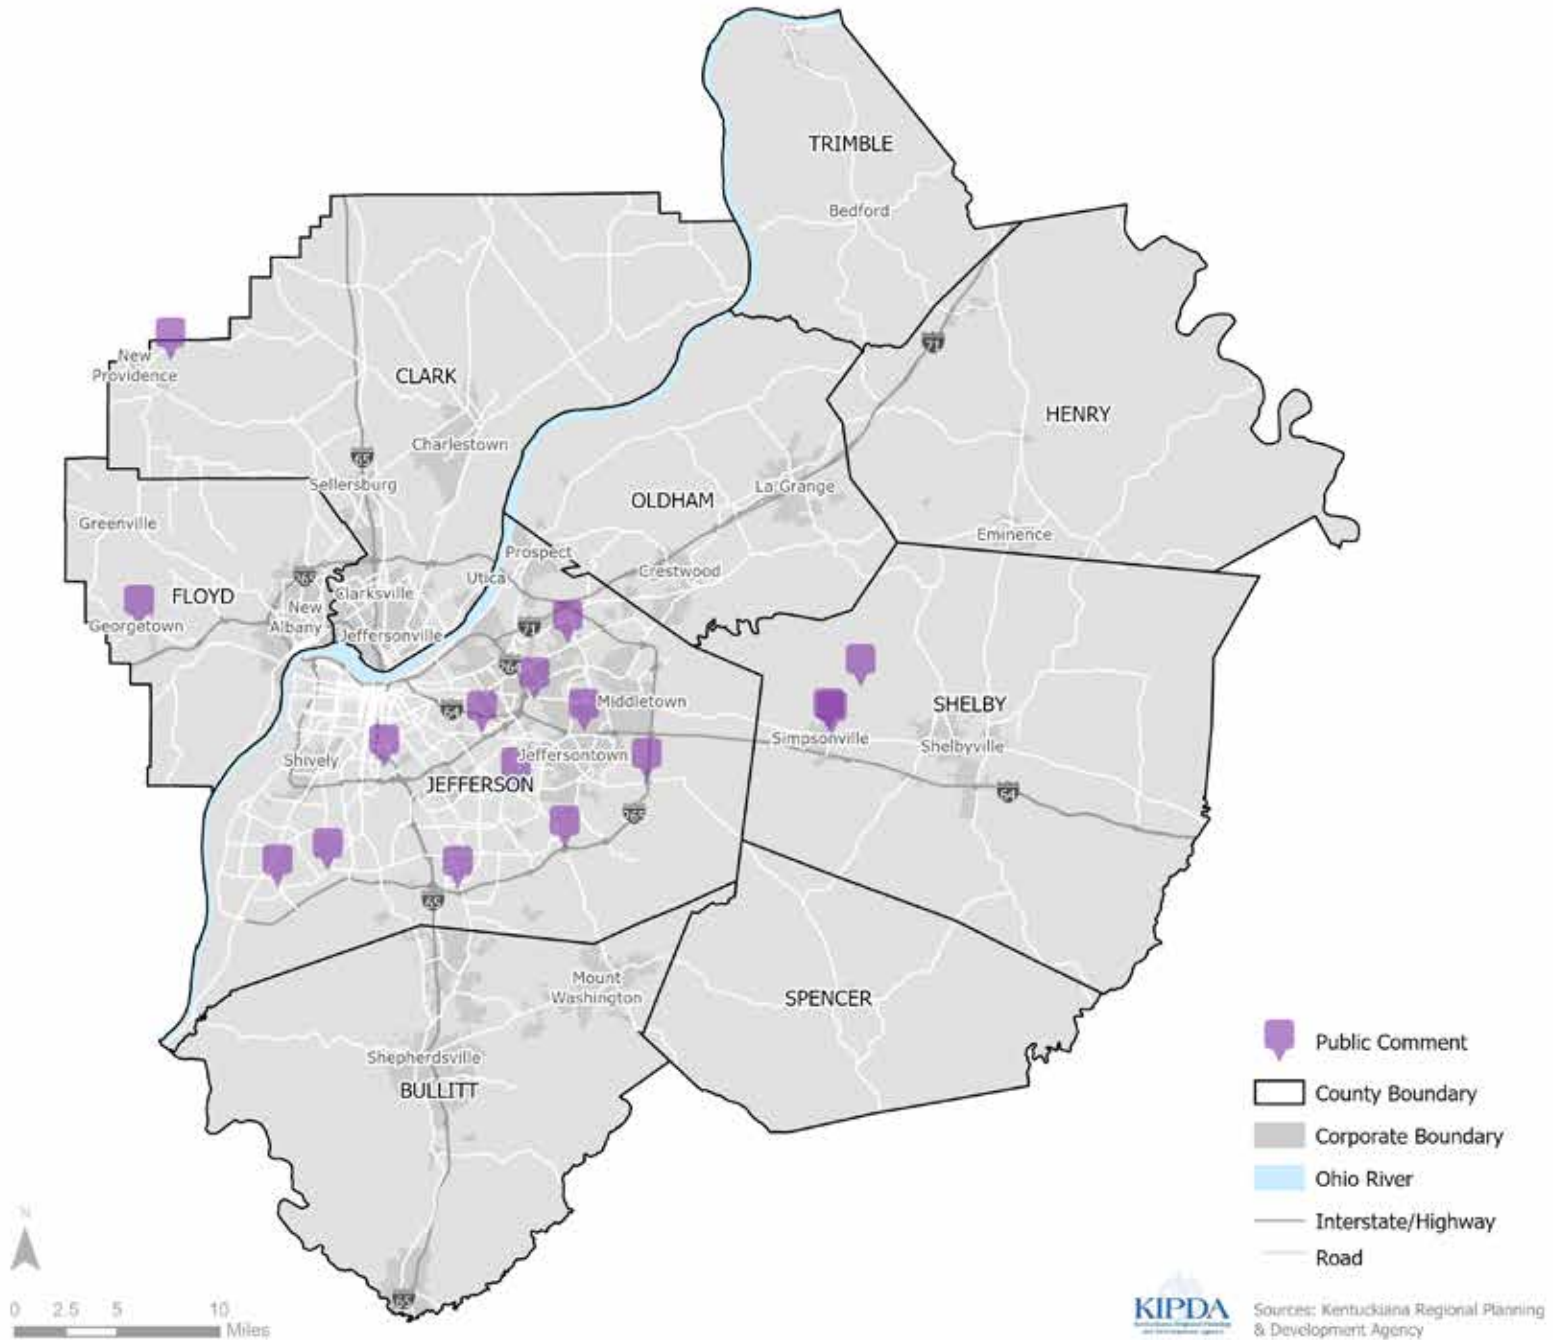 TRIMBLE
Bedford
New
Providence
CLARK
71
HENRY
Charlestown
65
Sellersburg
OLDHAM
La Grange
Greenville
Eminence
Prospect
Crestwood
Utica
265
FLOYD
Clarksville
New
Albany
Georgetown
Jeffersonville
71
264
Middletown
64
SHELBY
Simpsonville
Shelbyville
Shively
Jeffersontown
JEFFERSON
64
265
65
Mount
Washington
SPENCER
Shepherdsville
BULLITT
65
Public Comment
County Boundary
Corporate Boundary
Ohio River
Interstate/Highway
Road
N
0 2.5 5 10
Miles
KIPDA
Sources: Kentuckiana Regional Planning
& Development Agency